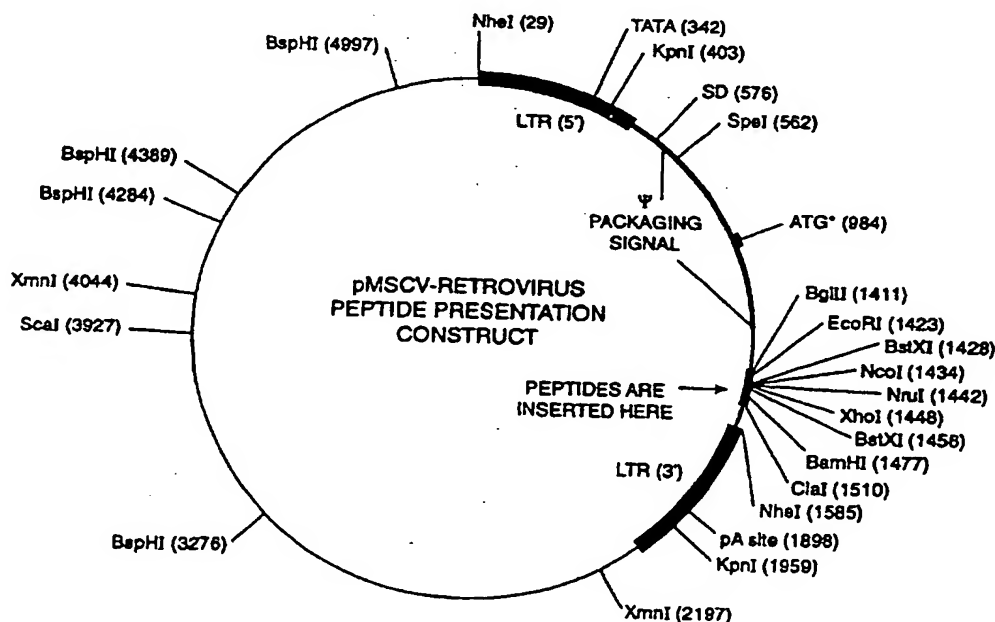 NheI (29)
TATA (342)
KpnI (403)
SD (576)
SpeI (562)
BspHI (4997)
LTR (5')
BspHI (4389)
BspHI (4284)
Ψ
PACKAGING
SIGNAL
ATG* (984)
XmnI (4044)
ScaI (3927)
pMSCV-RETROVIRUS
PEPTIDE PRESENTATION
CONSTRUCT
BglII (1411)
EcoRI (1423)
BstXI (1428)
NcoI (1434)
NruI (1442)
XhoI (1448)
BstXI (1458)
BamHI (1477)
ClaI (1510)
NheI (1585)
PEPTIDES ARE
INSERTED HERE
LTR (3')
pA site (1898)
KpnI (1959)
BspHI (3276)
XmnI (2197)